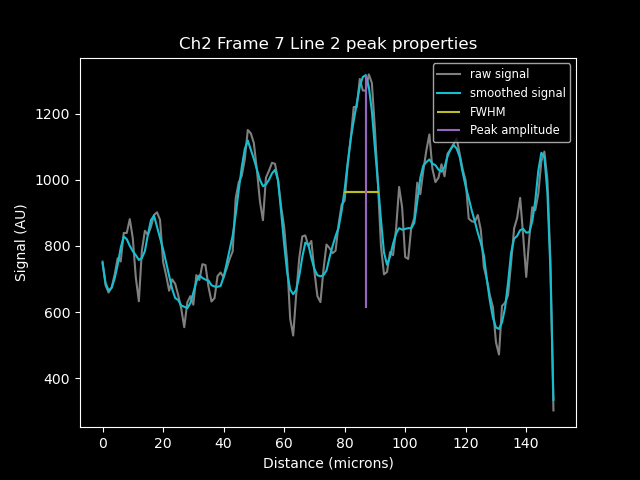 Ch2 Frame 7 Line 2 peak properties
raw signal
smoothed signal
FWHM
Peak amplitude
Signal (AU)
1200
1000
800
600
400
0 20 40 60 80 100 120 140
Distance (microns)